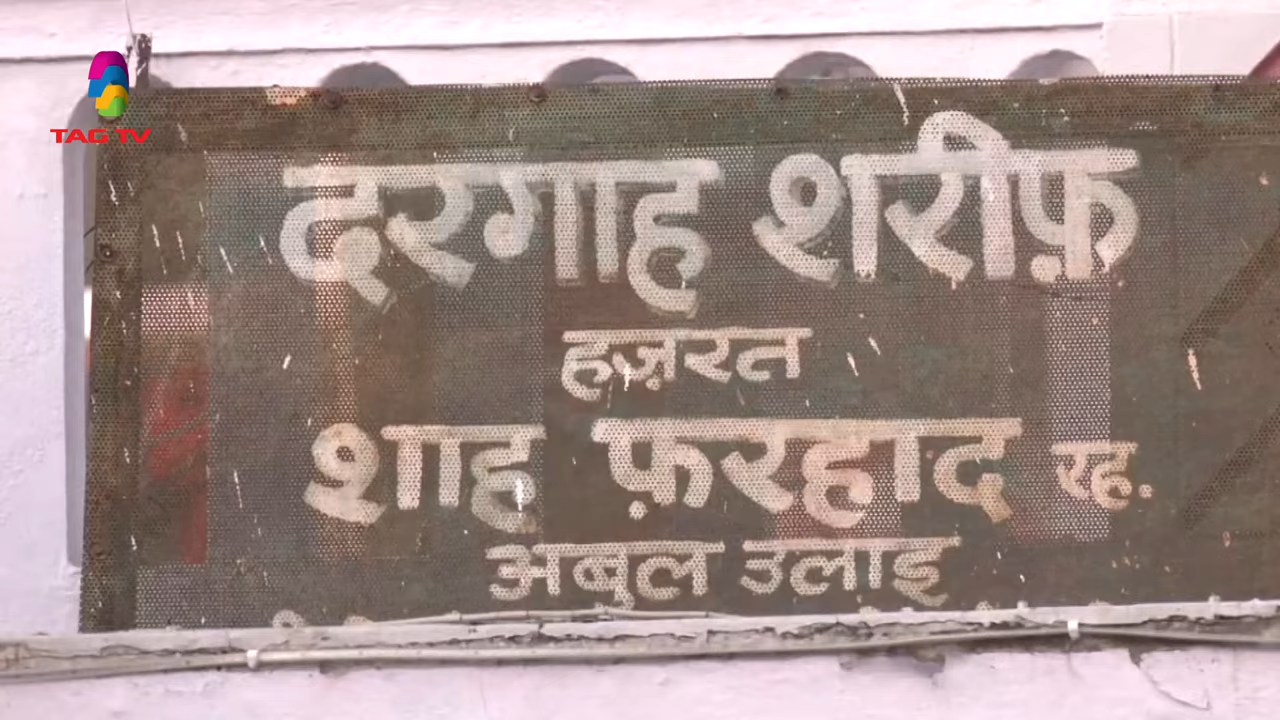 TAG TV
दरगाह शरीफ़
हज़रत
शाह फ़रहाद रह.
अबुल उलाइ